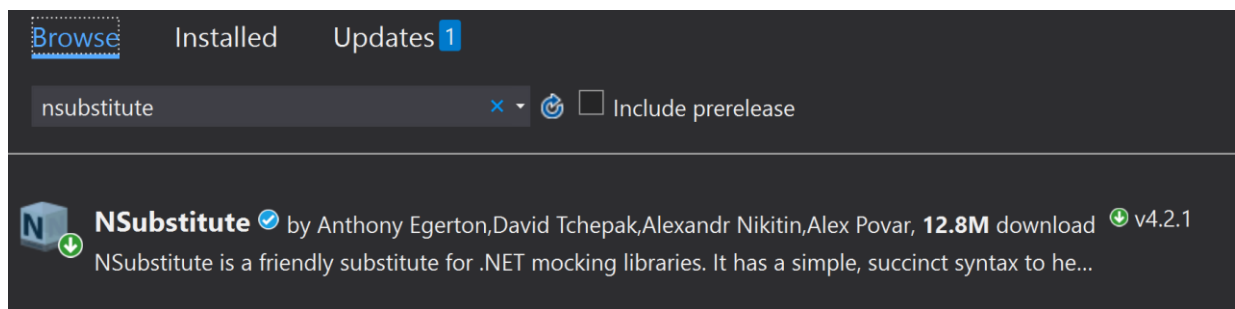 Browse Installed Updates 1
nsubstitute Include prerelease
NSubstitute by Anthony Egerton,David Tchepak,Alexandr Nikitin,Alex Povar, 12.8M download v4.2.1
NSubstitute is a friendly substitute for .NET mocking libraries. It has a simple, succinct syntax to he...